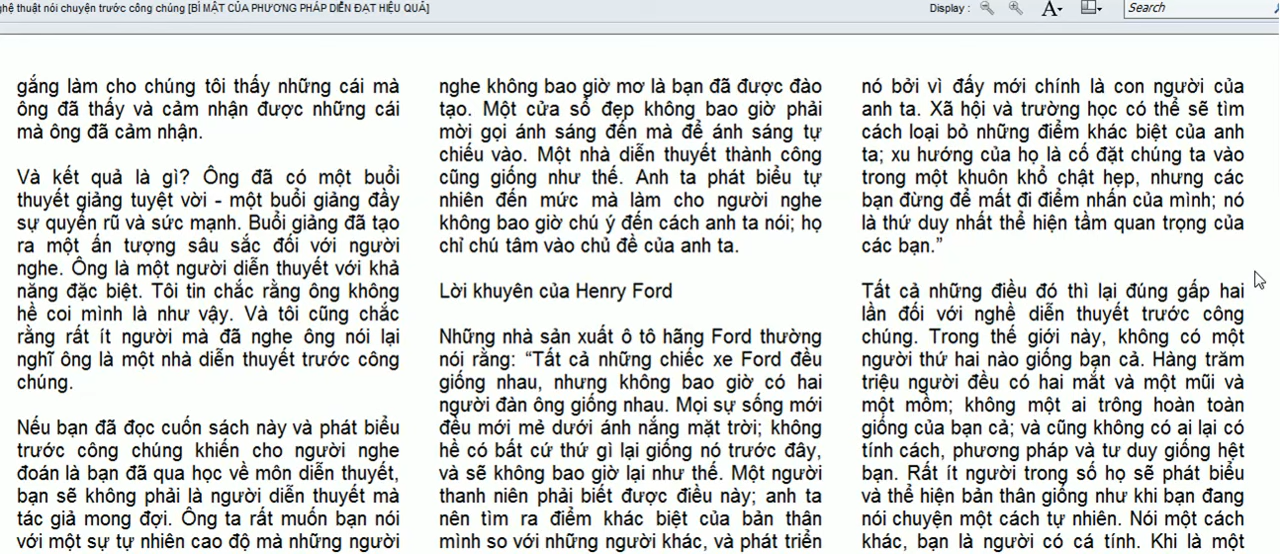 hệ thuật nói chuyện trước công chúng [BÍ MẬT CỦA PHƯƠNG PHÁP DIỄN ĐẠT HIỆU QUẢ]
Display :
A
Search
gắng làm cho chúng tôi thấy những cái mà
ông đã thấy và cảm nhận được những cái
mà ông đã cảm nhận.
Và kết quả là gì? Ông đã có một buổi
thuyết giảng tuyệt vời - một buổi giảng đầy
sự quyến rũ và sức mạnh. Buổi giảng đã tạo
ra một ấn tượng sâu sắc đối với người
nghe. Ông là một người diễn thuyết với khả
năng đặc biệt. Tôi tin chắc rằng ông không
hề coi mình là như vậy. Và tôi cũng chắc
rằng rất ít người mà đã nghe ông nói lại
nghĩ ông là một nhà diễn thuyết trước công
chúng.
Nếu bạn đã đọc cuốn sách này và phát biểu
trước công chúng khiến cho người nghe
đoán là bạn đã qua học về môn diễn thuyết,
bạn sẽ không phải là người diễn thuyết mà
tác giả mong đợi. Ông ta rất muốn bạn nói
với một sự tự nhiên cao độ mà những người
nghe không bao giờ mơ là bạn đã được đào
tạo. Một cửa sổ đẹp không bao giờ phải
mời gọi ánh sáng đến mà để ánh sáng tự
chiếu vào. Một nhà diễn thuyết thành công
cũng giống như thế. Anh ta phát biểu tự
nhiên đến mức mà làm cho người nghe
không bao giờ chú ý đến cách anh ta nói; họ
chỉ chú tâm vào chủ đề của anh ta.
Lời khuyên của Henry Ford
Những nhà sản xuất ô tô hãng Ford thường
nói rằng: “Tất cả những chiếc xe Ford đều
giống nhau, nhưng không bao giờ có hai
người đàn ông giống nhau. Mọi sự sống mới
đều mới mẻ dưới ánh nắng mặt trời; không
hề có bất cứ thứ gì lại giống nó trước đây,
và sẽ không bao giờ lại như thế. Một người
thanh niên phải biết được điều này; anh ta
nên tìm ra điểm khác biệt của bản thân
mình so với những người khác, và phát triển
nó bởi vì đấy mới chính là con người của
anh ta. Xã hội và trường học có thể sẽ tìm
cách loại bỏ những điểm khác biệt của anh
ta; xu hướng của họ là cố đặt chúng ta vào
trong một khuôn khổ chật hẹp, nhưng các
bạn đừng để mất đi điểm nhấn của mình; nó
là thứ duy nhất thể hiện tầm quan trọng của
các bạn.”
Tất cả những điều đó thì lại đúng gấp hai
lần đối với nghề diễn thuyết trước công
chúng. Trong thế giới này, không có một
người thứ hai nào giống bạn cả. Hàng trăm
triệu người đều có hai mắt và một mũi và
một mồm; không một ai trông hoàn toàn
giống của bạn cả; và cũng không có ai lại có
tính cách, phương pháp và tư duy giống hệt
bạn. Rất ít người trong số họ sẽ phát biểu
và thể hiện bản thân giống như khi bạn đang
nói chuyện một cách tự nhiên. Nói một cách
khác, bạn là người có cá tính. Khi là một